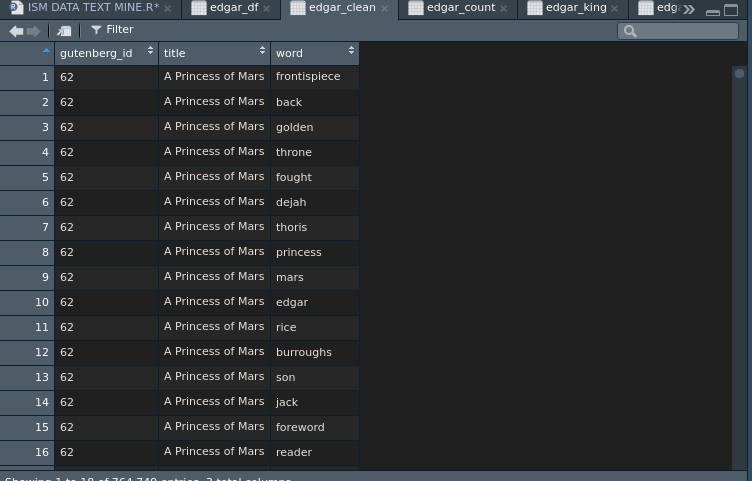 ISM DATA TEXT MINE.R* edgar_df edgar_clean edgar_count edgar_king
Filter
gutenberg_id title word
1 62 A Princess of Mars frontispiece
2 62 A Princess of Mars back
3 62 A Princess of Mars golden
4 62 A Princess of Mars throne
5 62 A Princess of Mars fought
6 62 A Princess of Mars dejah
7 62 A Princess of Mars thoris
8 62 A Princess of Mars princess
9 62 A Princess of Mars mars
10 62 A Princess of Mars edgar
11 62 A Princess of Mars rice
12 62 A Princess of Mars burroughs
13 62 A Princess of Mars son
14 62 A Princess of Mars jack
15 62 A Princess of Mars foreword
16 62 A Princess of Mars reader
Showing 1 to 18 of entries, 3 total columns